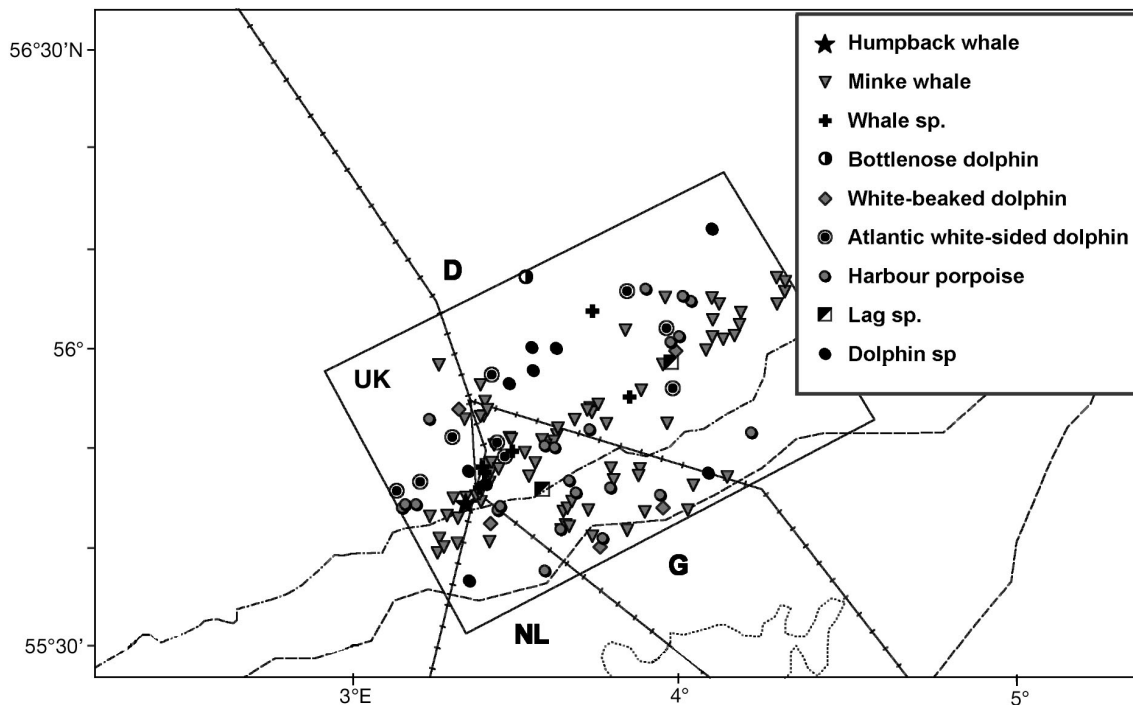 56°30'N
Humpback whale
Minke whale
Whale sp.
Bottlenose dolphin
White-beaked dolphin
Atlantic white-sided dolphin
Harbour porpoise
Lag sp.
Dolphin sp
D
56°
UK
G
NL
55°30'
3°E
4°
5°